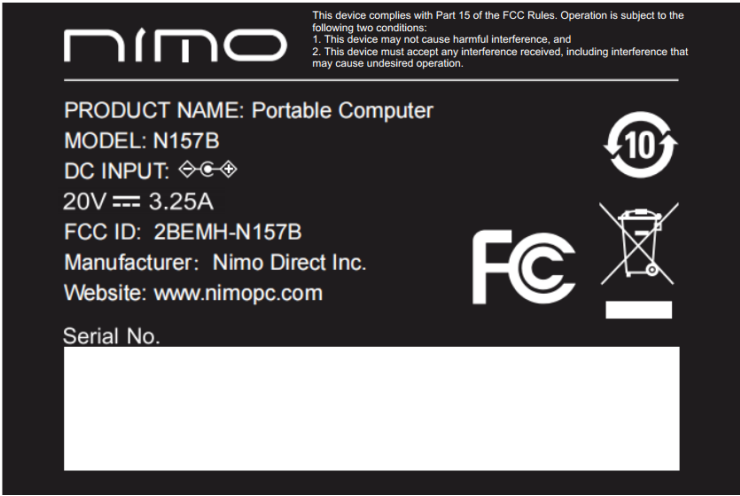 nimo
This device complies with Part 15 of the FCC Rules. Operation is subject to the
following two conditions:
1. This device may not cause harmful interference, and
2. This device must accept any interference received, including interference that
may cause undesired operation.
PRODUCT NAME: Portable Computer
MODEL: N157B
DC INPUT:
20V ⎓ 3.25A
FCC ID: 2BEMH-N157B
Manufacturer: Nimo Direct Inc.
Website: www.nimopc.com
10
FC
Serial No.